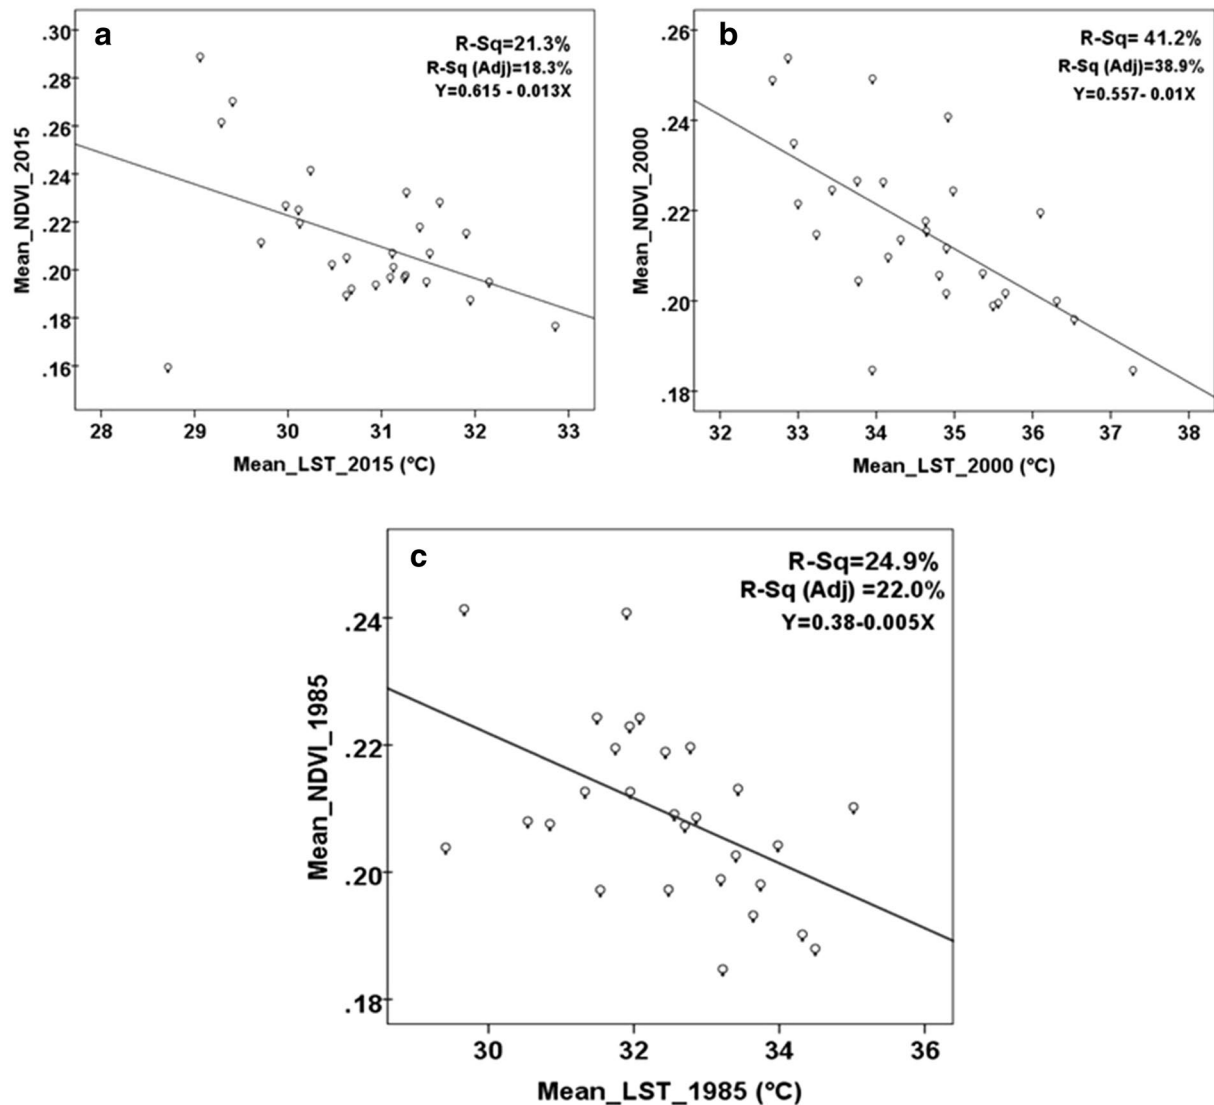 a
R-Sq=21.3%
R-Sq (Adj)=18.3%
Y=0.615 - 0.013X
.30
.28
.26
.24
.22
.20
.18
.16
Mean_NDVI_2015
28 29 30 31 32 33
Mean_LST_2015 (°C)
b
R-Sq= 41.2%
R-Sq (Adj)=38.9%
Y=0.557- 0.01X
.26
.24
.22
.20
.18
Mean_NDVI_2000
32 33 34 35 36 37 38
Mean_LST_2000 (°C)
c
R-Sq=24.9%
R-Sq (Adj) =22.0%
Y=0.38-0.005X
.24
.22
.20
.18
Mean_NDVI_1985
30 32 34 36
Mean_LST_1985 (°C)